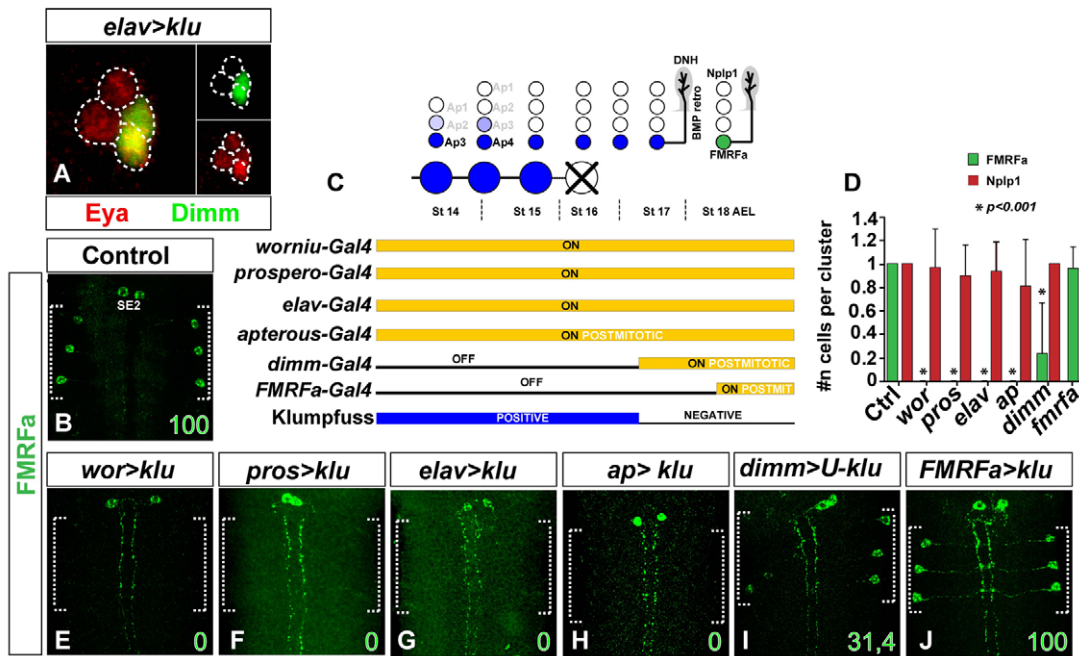 elav>klu
A
Eya Dimm
Control
SE2
B
100
FMRFa
C
Ap1
Ap2
Ap3
Ap1
Ap2
Ap3
Ap4
DNH
BMP retro
Nplp1
FMRFa
St 14 St 15 St 16 St 17 St 18 AEL
worniu-Gal4 ON
prospero-Gal4 ON
elav-Gal4 ON
apterous-Gal4 ON POSTMITOTIC
dimm-Gal4 OFF ON POSTMITOTIC
FMRFa-Gal4 OFF ON POSTMIT
Klumpfuss POSITIVE NEGATIVE
D
FMRFa
Nplp1
* p<0.001
#n cells per cluster
1.4
1.2
1
0.8
0.6
0.4
0.2
0
* * * * *
Ctrl wor pros elav ap dimm fmrfa
wor>klu
E
0
pros>klu
F
0
elav>klu
G
0
ap> klu
H
0
dimm>U-klu
I
31,4
FMRFa>klu
J
100